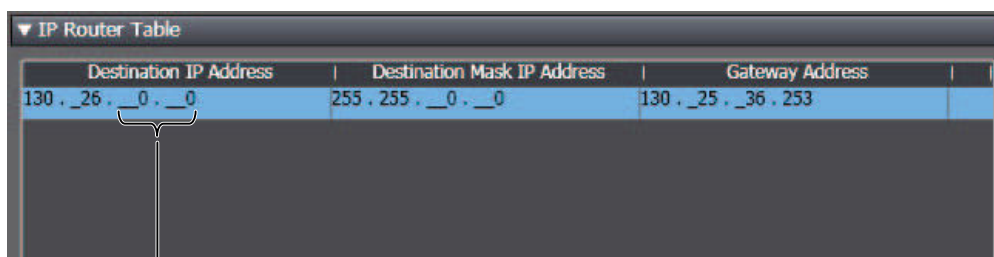 ▼ IP Router Table
Destination IP Address | Destination Mask IP Address | Gateway Address | |
130 . _26 . __0 . __0 255 . 255 . __0 . __0 130 . _25 . _36 . 253